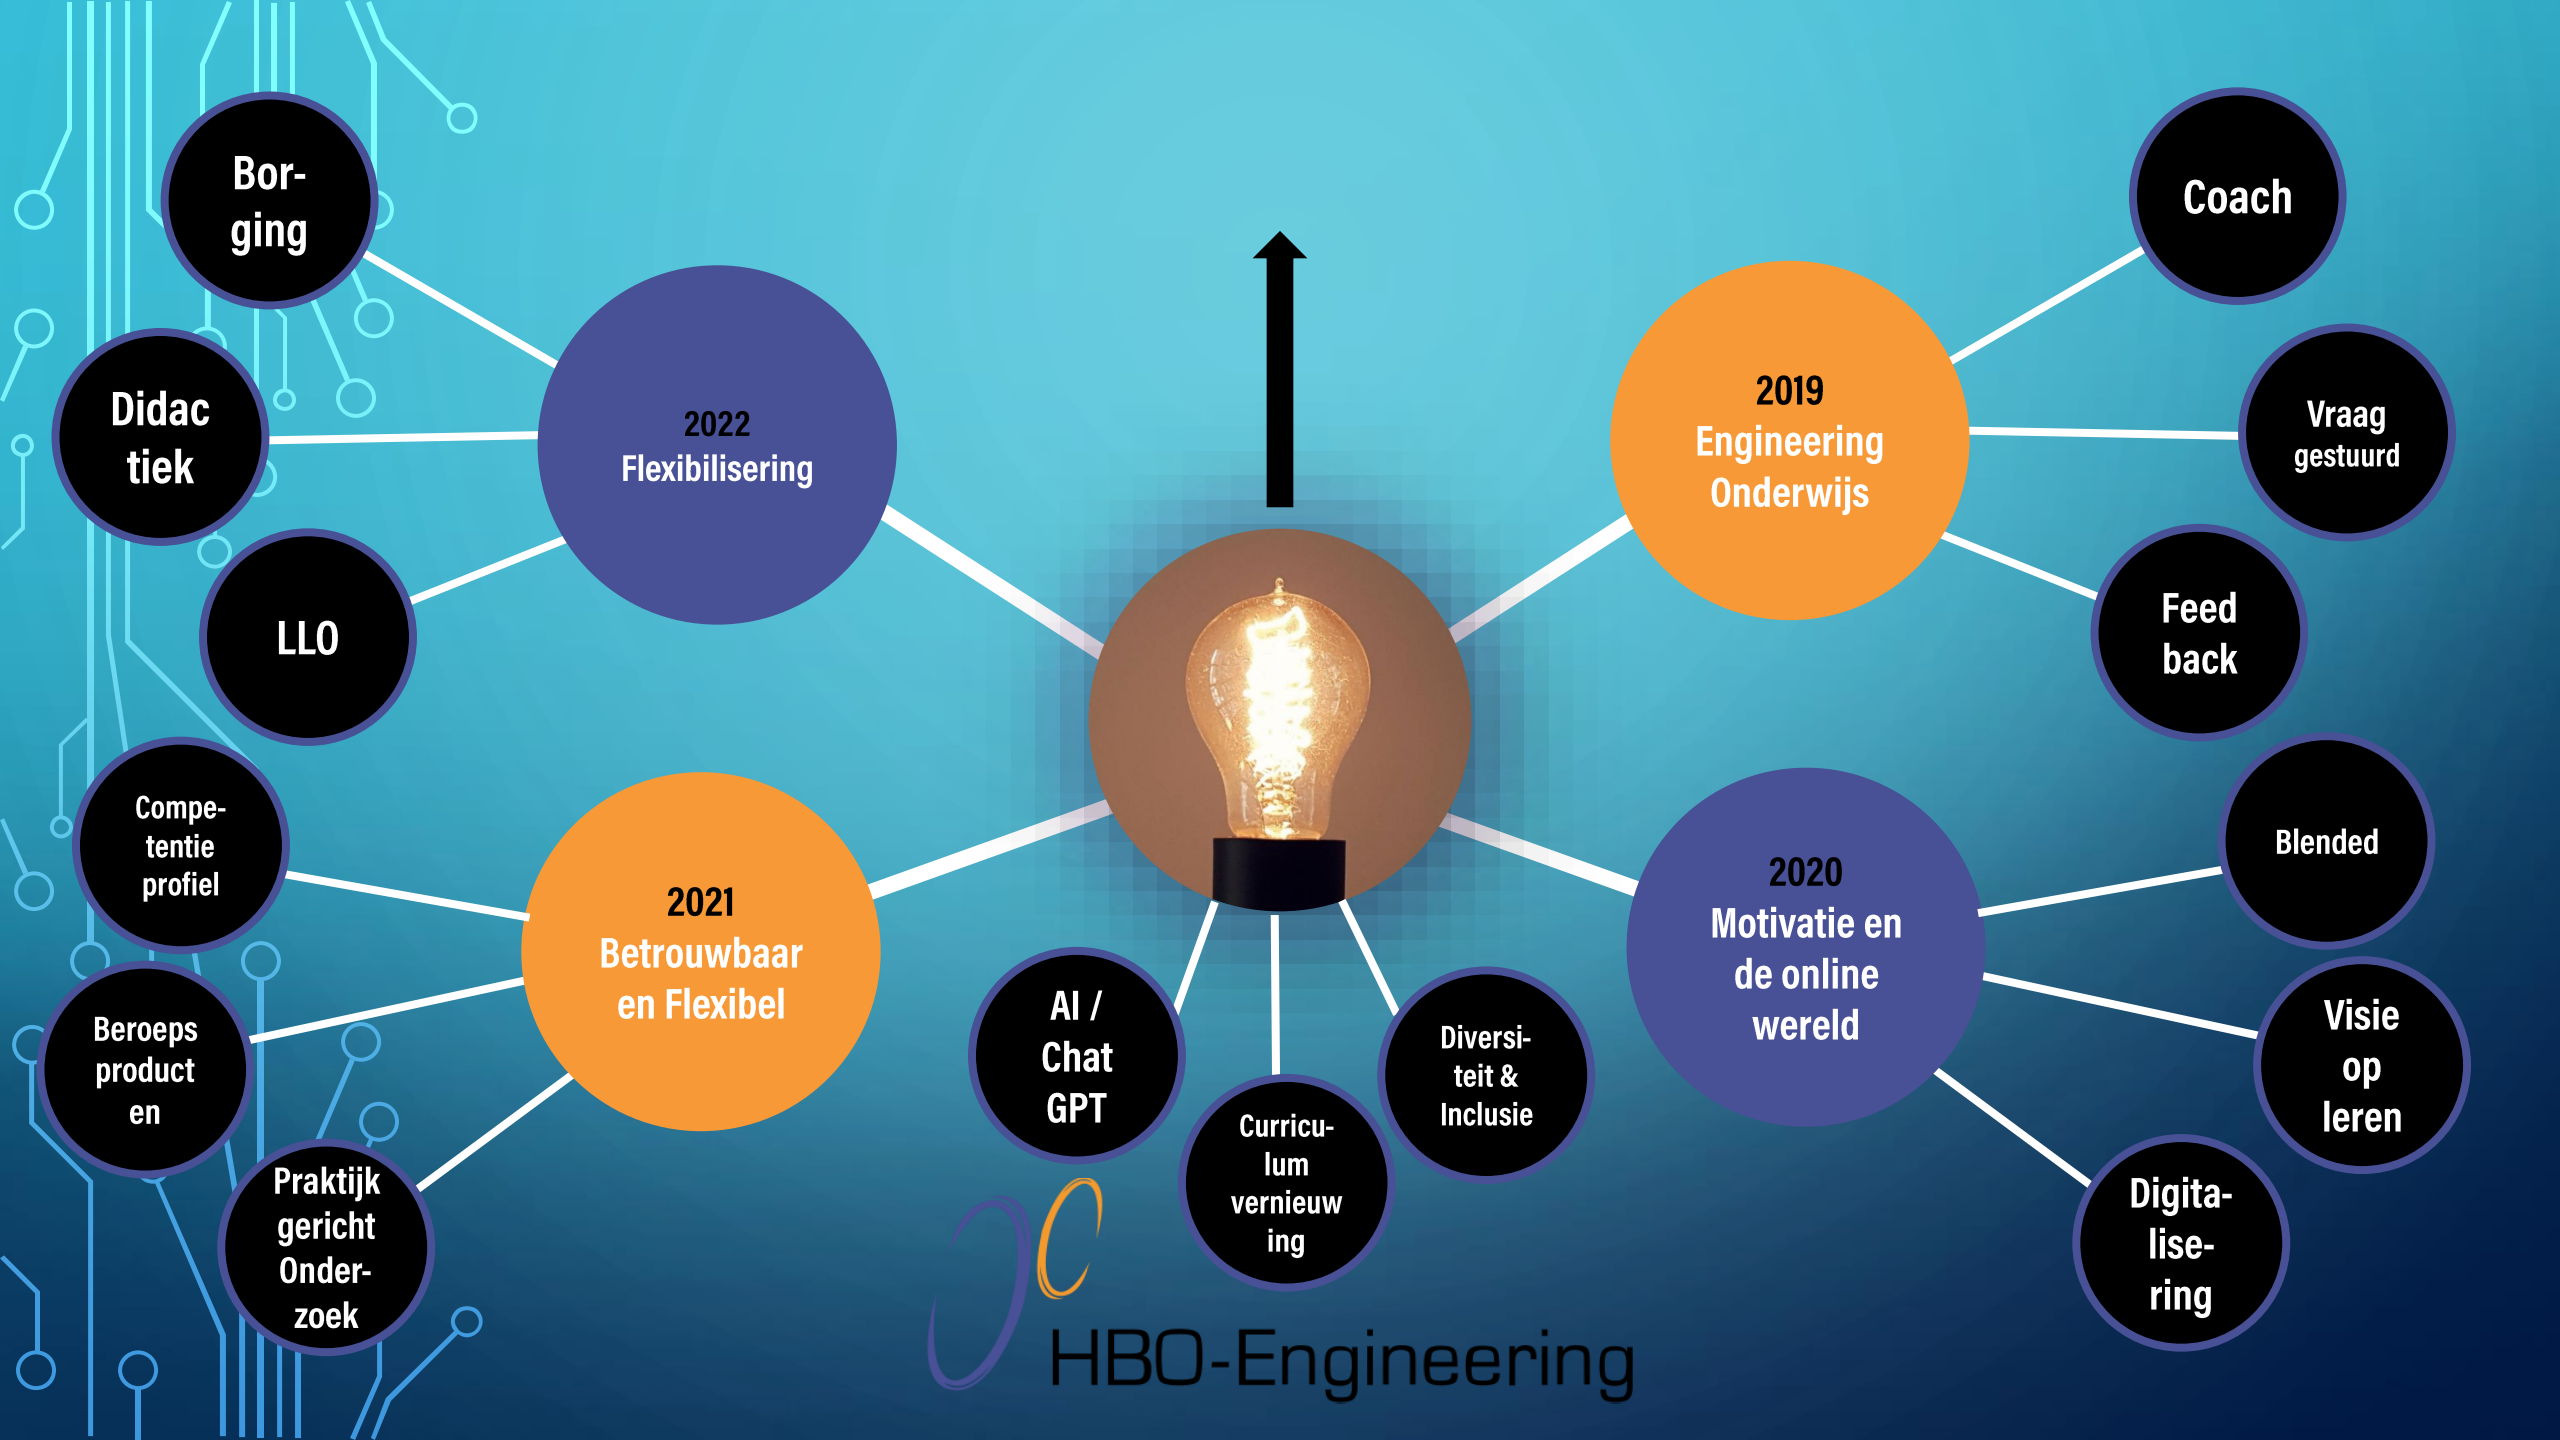 Bor-
ging
Didac
tiek
LLO
2022
Flexibilisering
Compe-
tentie
profiel
Beroeps
product
en
Praktijk
gericht
Onder-
zoek
2021
Betrouwbaar
en Flexibel
AI /
Chat
GPT
Curricu-
lum
vernieuw
ing
Diversi-
teit &
Inclusie
2019
Engineering
Onderwijs
Coach
Vraag
gestuurd
Feed
back
2020
Motivatie en
de online
wereld
Blended
Visie
op
leren
Digita-
lise-
ring
HBO-Engineering